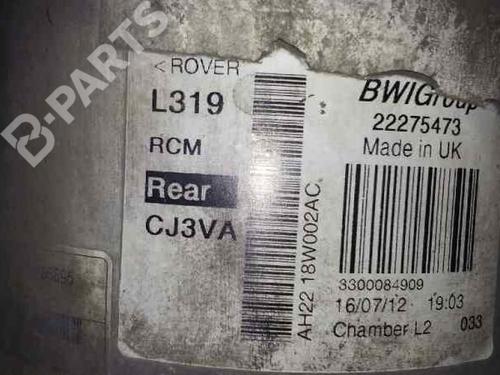 B-PARTS
< ROVER
L319
RCM
Rear
CJ3VA
AH22 18W002AC
BWIGroup
22275473
Made in UK
3300084909
16/07/12 19:03
Chamber L2 033